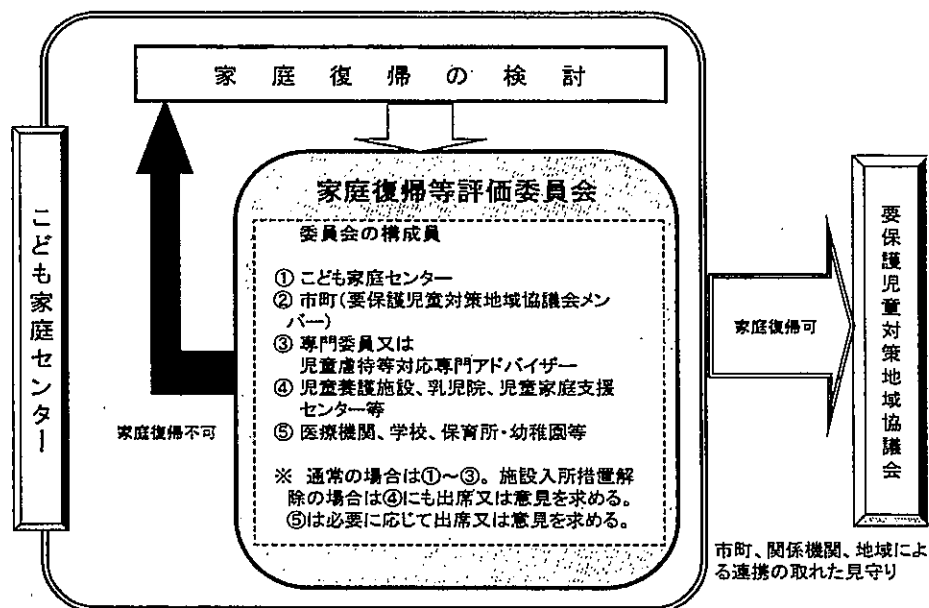 家庭復帰の検討
こども家庭センター
家庭復帰等評価委員会
委員会の構成員
① こども家庭センター
② 市町(要保護児童対策地域協議会メン
バー)
③ 専門委員又は
児童虐待等対応専門アドバイザー
④ 児童養護施設、乳児院、児童家庭支援
センター等
⑤ 医療機関、学校、保育所・幼稚園等
※ 通常の場合は①～③。施設入所措置解
除の場合は④にも出席又は意見を求める。
⑤は必要に応じて出席又は意見を求める。
家庭復帰不可
家庭復帰可
要保護児童対策地域協議会
市町、関係機関、地域によ
る連携の取れた見守り